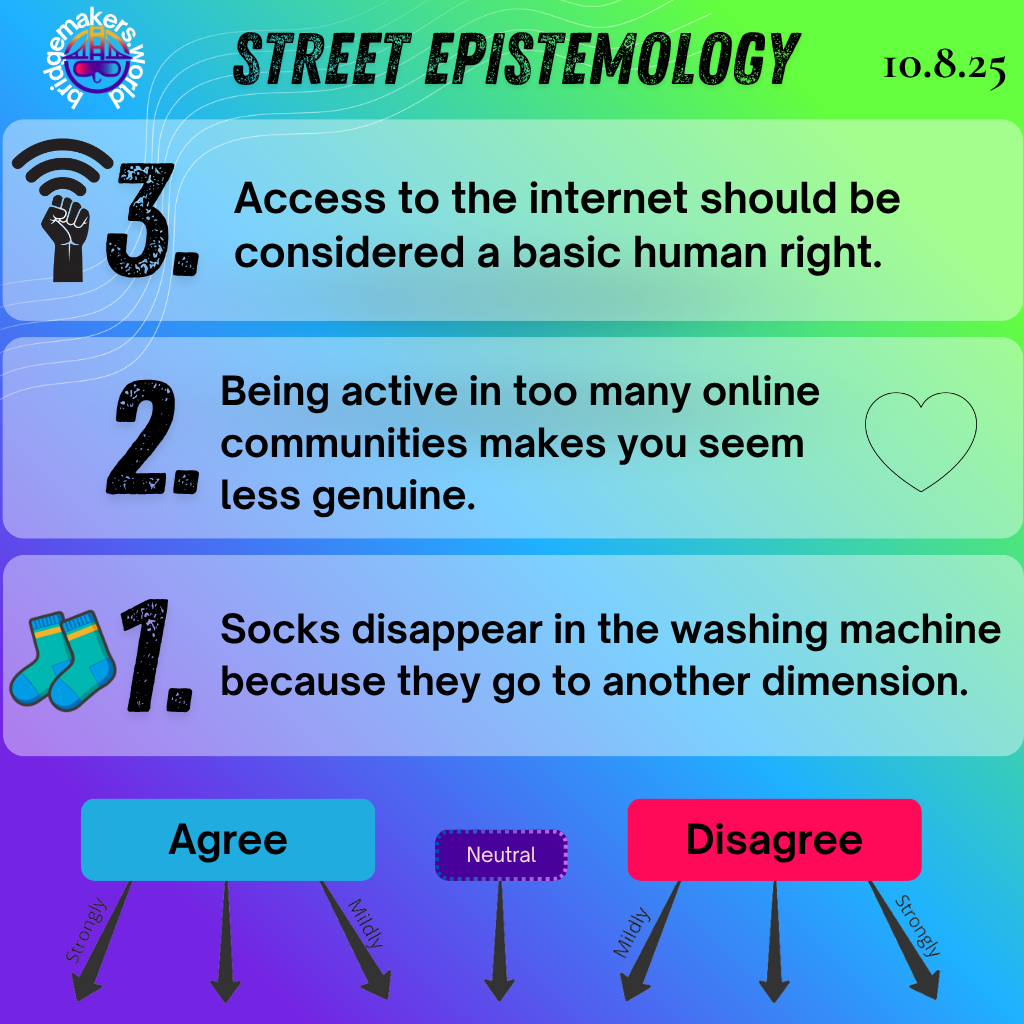 bridgemakers.world
STREET EPISTEMOLOGY
10.8.25
3.
Access to the internet should be
considered a basic human right.
2.
Being active in too many online
communities makes you seem
less genuine.
1.
Socks disappear in the washing machine
because they go to another dimension.
Agree
Neutral
Disagree
Strongly
Mildly
Mildly
Strongly